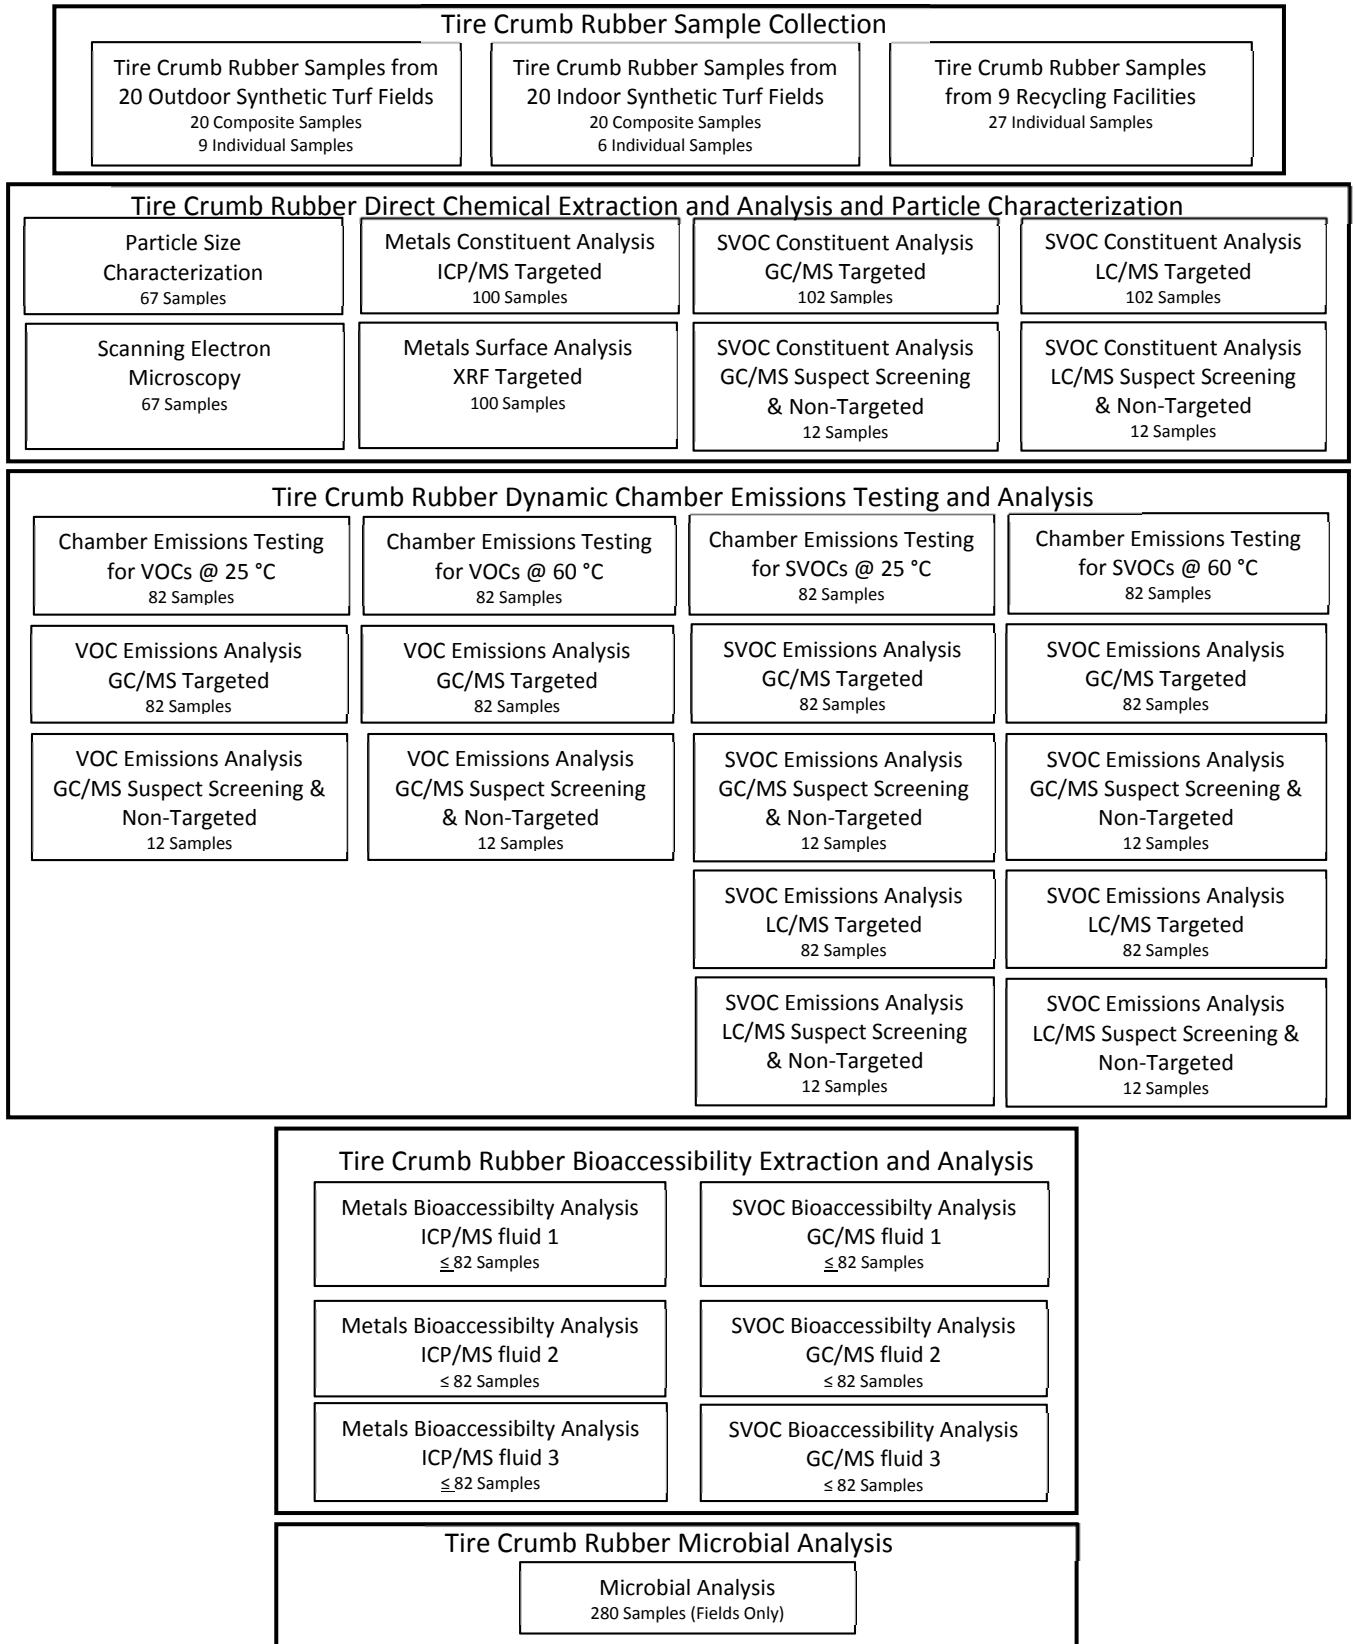 Tire Crumb Rubber Sample Collection
Tire Crumb Rubber Samples from
20 Outdoor Synthetic Turf Fields
20 Composite Samples
9 Individual Samples
Tire Crumb Rubber Samples from
20 Indoor Synthetic Turf Fields
20 Composite Samples
6 Individual Samples
Tire Crumb Rubber Samples
from 9 Recycling Facilities
27 Individual Samples
Tire Crumb Rubber Direct Chemical Extraction and Analysis and Particle Characterization
Particle Size
Characterization
67 Samples
Metals Constituent Analysis
ICP/MS Targeted
100 Samples
SVOC Constituent Analysis
GC/MS Targeted
102 Samples
SVOC Constituent Analysis
LC/MS Targeted
102 Samples
Scanning Electron
Microscopy
67 Samples
Metals Surface Analysis
XRF Targeted
100 Samples
SVOC Constituent Analysis
GC/MS Suspect Screening
& Non-Targeted
12 Samples
SVOC Constituent Analysis
LC/MS Suspect Screening
& Non-Targeted
12 Samples
Tire Crumb Rubber Dynamic Chamber Emissions Testing and Analysis
Chamber Emissions Testing
for VOCs @ 25 °C
82 Samples
Chamber Emissions Testing
for VOCs @ 60 °C
82 Samples
Chamber Emissions Testing
for SVOCs @ 25 °C
82 Samples
Chamber Emissions Testing
for SVOCs @ 60 °C
82 Samples
VOC Emissions Analysis
GC/MS Targeted
82 Samples
VOC Emissions Analysis
GC/MS Targeted
82 Samples
SVOC Emissions Analysis
GC/MS Targeted
82 Samples
SVOC Emissions Analysis
GC/MS Targeted
82 Samples
VOC Emissions Analysis
GC/MS Suspect Screening &
Non-Targeted
12 Samples
VOC Emissions Analysis
GC/MS Suspect Screening
& Non-Targeted
12 Samples
SVOC Emissions Analysis
GC/MS Suspect Screening
& Non-Targeted
12 Samples
SVOC Emissions Analysis
GC/MS Suspect Screening &
Non-Targeted
12 Samples
SVOC Emissions Analysis
LC/MS Targeted
82 Samples
SVOC Emissions Analysis
LC/MS Targeted
82 Samples
SVOC Emissions Analysis
LC/MS Suspect Screening
& Non-Targeted
12 Samples
SVOC Emissions Analysis
LC/MS Suspect Screening &
Non-Targeted
12 Samples
Tire Crumb Rubber Bioaccessibility Extraction and Analysis
Metals Bioaccessibilty Analysis
ICP/MS fluid 1
≤ 82 Samples
SVOC Bioaccessibilty Analysis
GC/MS fluid 1
≤ 82 Samples
Metals Bioaccessibilty Analysis
ICP/MS fluid 2
≤ 82 Samples
SVOC Bioaccessibilty Analysis
GC/MS fluid 2
≤ 82 Samples
Metals Bioaccessibilty Analysis
ICP/MS fluid 3
≤ 82 Samples
SVOC Bioaccessibility Analysis
GC/MS fluid 3
≤ 82 Samples
Tire Crumb Rubber Microbial Analysis
Microbial Analysis
280 Samples (Fields Only)